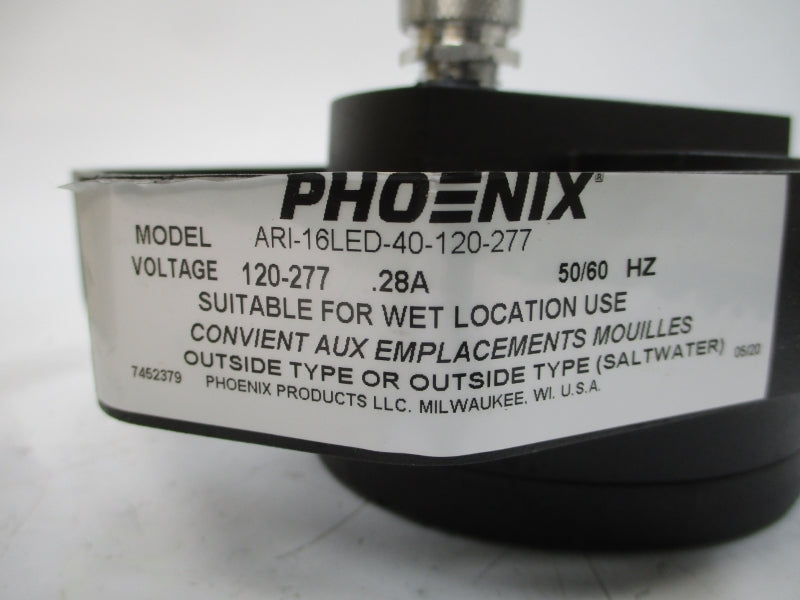 PHOENIX®
MODEL ARI-16LED-40-120-277
VOLTAGE 120-277 .28A 50/60 HZ
SUITABLE FOR WET LOCATION USE
CONVIENT AUX EMPLACEMENTS MOUILLES
OUTSIDE TYPE OR OUTSIDE TYPE (SALTWATER) 05/20
7452379 PHOENIX PRODUCTS LLC. MILWAUKEE. WI. U.S.A.